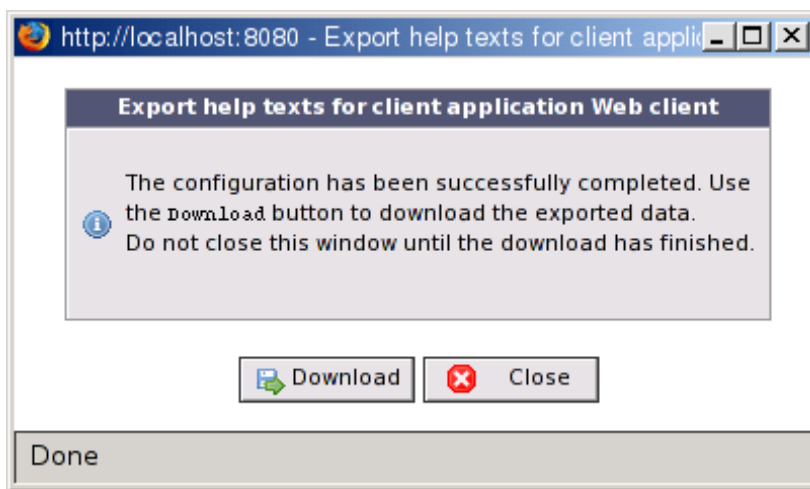 http://localhost:8080 - Export help texts for client applic
Export help texts for client application Web client
The configuration has been successfully completed. Use
the Download button to download the exported data.
Do not close this window until the download has finished.
Download
Close
Done